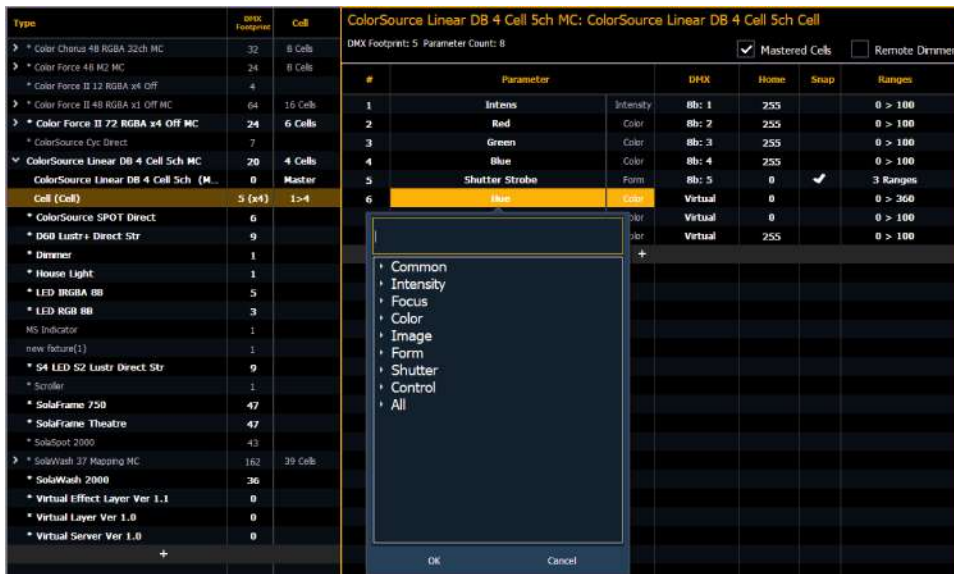 Type DMX Footprint Cell
> * Color Chorus 48 RGBA 32ch MC 32 8 Cells
> * Color Force 48 M2 MC 24 8 Cells
* Color Force II 12 RGBA x4 Off 4
> * Color Force II 48 RGBA x1 Off MC 64 16 Cells
> * Color Force II 72 RGBA x4 Off MC 24 6 Cells
* ColorSource Cyc Direct 7
ColorSource Linear DB 4 Cell 5ch MC 20 4 Cells
ColorSource Linear DB 4 Cell 5ch (M... 0 Master
Cell (Cell) 5 (x4) 1>4
* ColorSource SPOT Direct 6
* D60 Lustr+ Direct Str 9
* Dimmer 1
* House Light 1
* LED IRGBA 8B 5
* LED RGB 8B 3
MS Indicator 1
new fixture(1) 1
* S4 LED S2 Lustr Direct Str 9
* Scroller 1
* SolaFrame 750 47
* SolaFrame Theatre 47
* SolaSpot 2000 43
> * SolaWash 37 Mapping MC 162 39 Cells
* SolaWash 2000 36
* Virtual Effect Layer Ver 1.1 0
* Virtual Layer Ver 1.0 0
* Virtual Server Ver 1.0 0
+
ColorSource Linear DB 4 Cell 5ch MC: ColorSource Linear DB 4 Cell 5ch Cell
DMX Footprint: 5 Parameter Count: 8
Mastered Cells Remote Dimmer
# Parameter DMX Home Snap Ranges
1 Intens Intensity 8b: 1 255 0 > 100
2 Red Color 8b: 2 255 0 > 100
3 Green Color 8b: 3 255 0 > 100
4 Blue Color 8b: 4 255 0 > 100
5 Shutter Strobe Form 8b: 5 0 3 Ranges
6 Hue Color Virtual 0 0 > 360
olor Virtual 0 0 > 100
olor Virtual 255 0 > 100
+
Common
Intensity
Focus
Color
Image
Form
Shutter
Control
All
OK Cancel